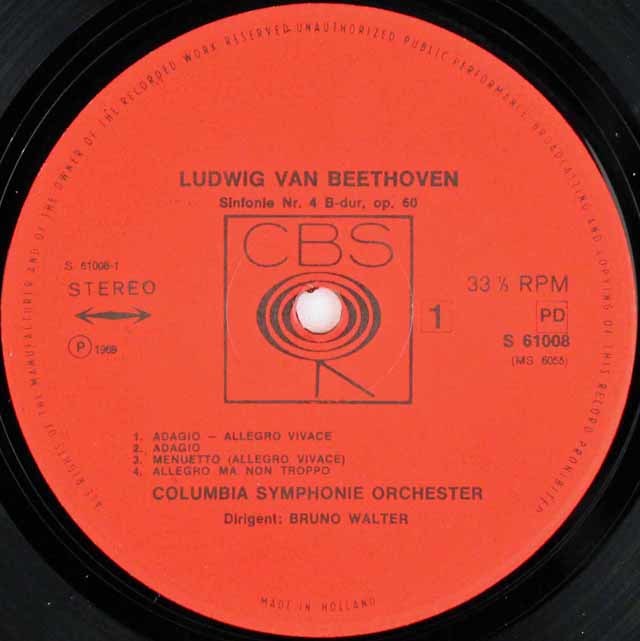 ALL RIGHTS OF THE MANUFACTURER AND OF THE OWNER OF THE RECORDED WORK RESERVED UNAUTHORIZED PUBLIC PERFORMANCE BROADCASTING AND COPYING OF THIS RECORD PROHIBITED
LUDWIG VAN BEETHOVEN
Sinfonie Nr. 4 B-dur, op. 60
CBS
S 61008-1
STEREO
33 ⅓ RPM
1
PD
Ⓟ 1969
S 61008
(MS 6055)
1. ADAGIO – ALLEGRO VIVACE
2. ADAGIO
3. MENUETTO (ALLEGRO VIVACE)
4. ALLEGRO MA NON TROPPO
COLUMBIA SYMPHONIE ORCHESTER
Dirigent: BRUNO WALTER
MADE IN HOLLAND